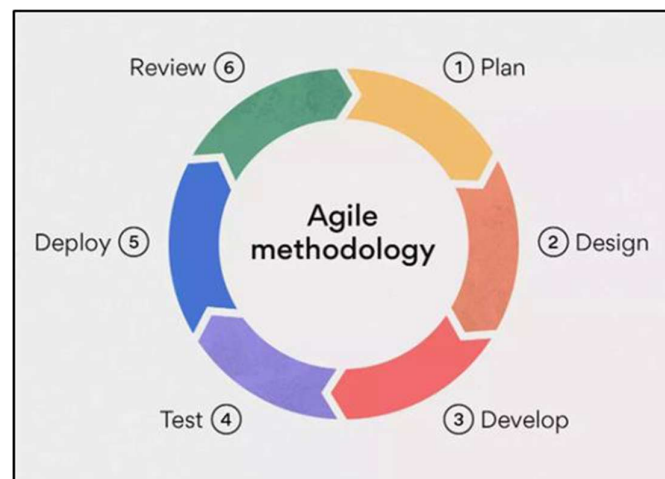 Agile
methodology
1 Plan
2 Design
3 Develop
Test 4
Deploy 5
Review 6